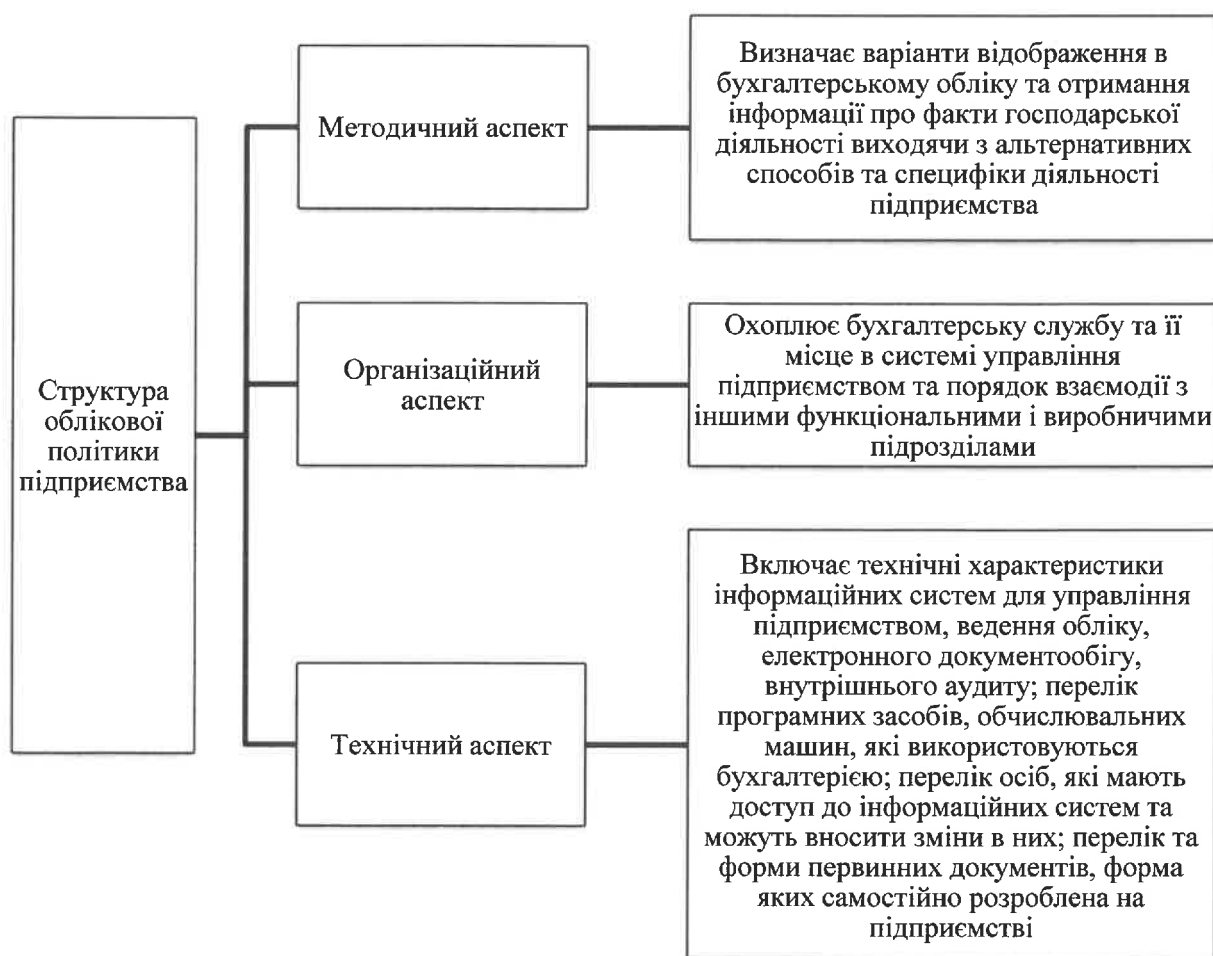 Структура
облікової
політики
підприємства
Методичний аспект
Визначає варіанти відображення в
бухгалтерському обліку та отримання
інформації про факти господарської
діяльності виходячи з альтернативних
способів та специфіки діяльності
підприємства
Організаційний
аспект
Охоплює бухгалтерську службу та її
місце в системі управління
підприємством та порядок взаємодії з
іншими функціональними і виробничими
підрозділами
Технічний аспект
Включає технічні характеристики
інформаційних систем для управління
підприємством, ведення обліку,
електронного документообігу,
внутрішнього аудиту; перелік
програмних засобів, обчислювальних
машин, які використовуються
бухгалтерією; перелік осіб, які мають
доступ до інформаційних систем та
можуть вносити зміни в них; перелік та
форми первинних документів, форма
яких самостійно розроблена на
підприємстві